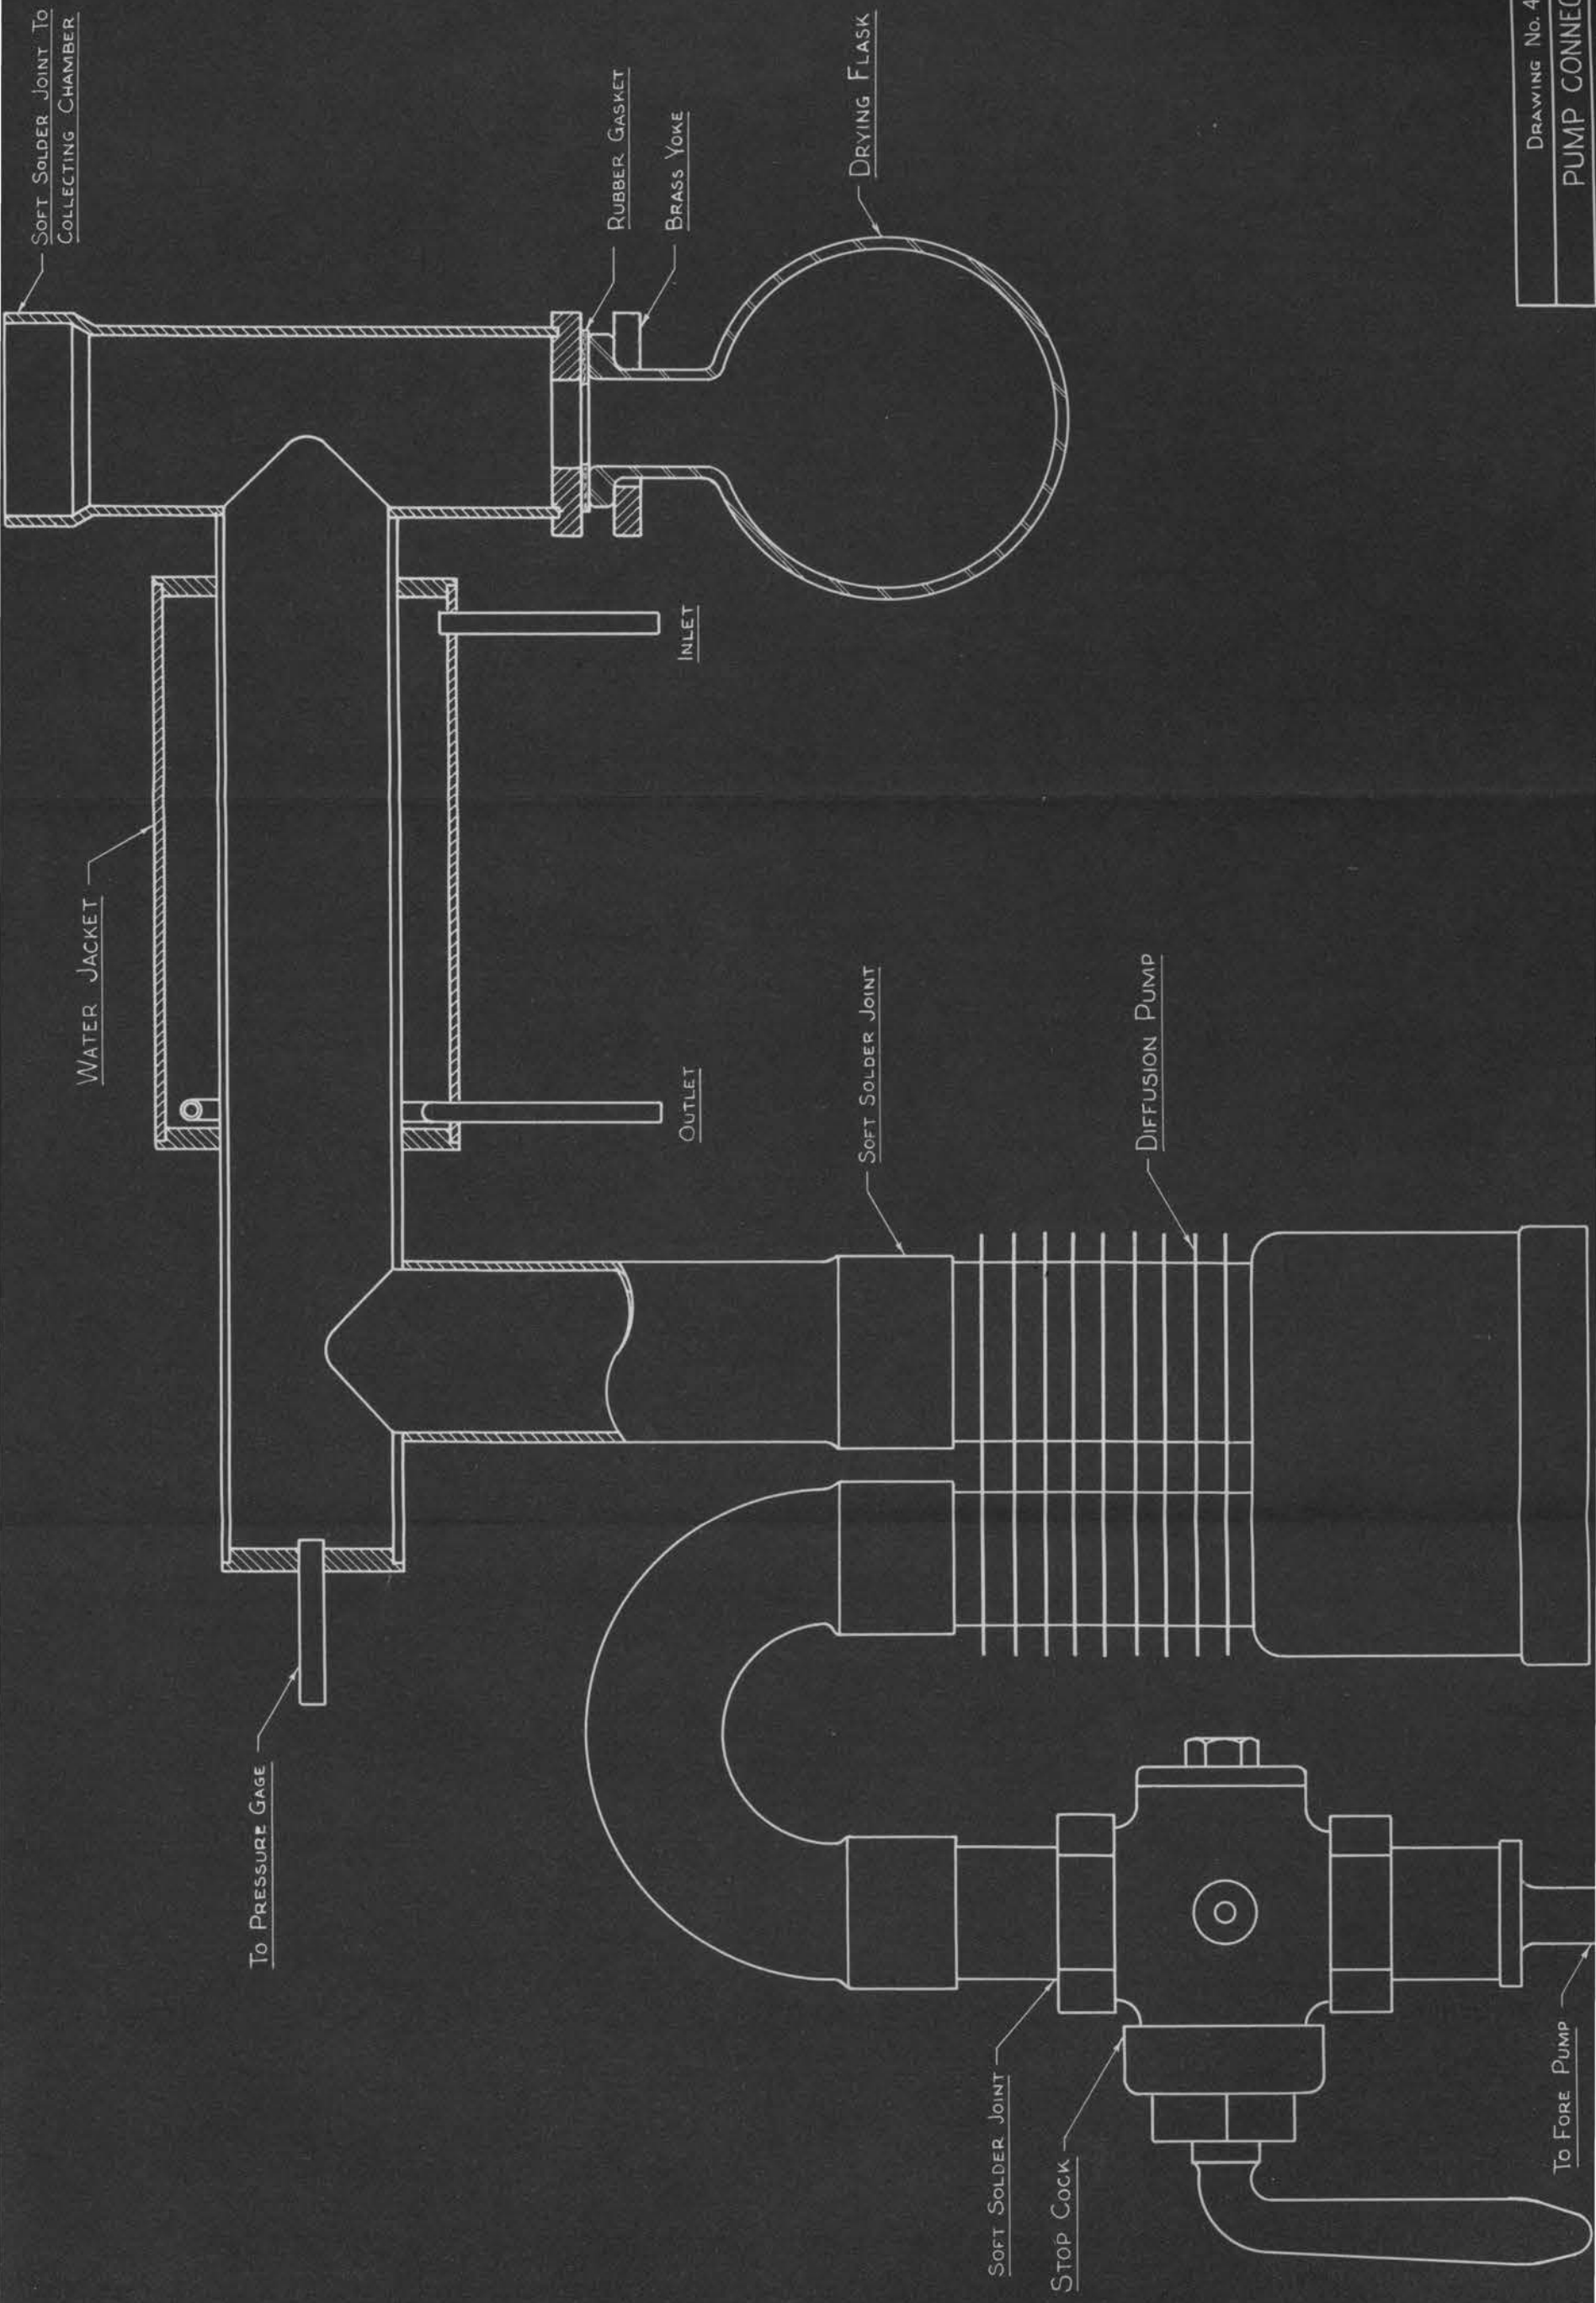 Soft Solder Joint To
Collecting Chamber
Water Jacket
Rubber Gasket
Brass Yoke
Drying Flask
Inlet
Outlet
To Pressure Gage
Soft Solder Joint
Diffusion Pump
Soft Solder Joint
Stop Cock
To Fore Pump
Drawing No. 4
PUMP CONNEC